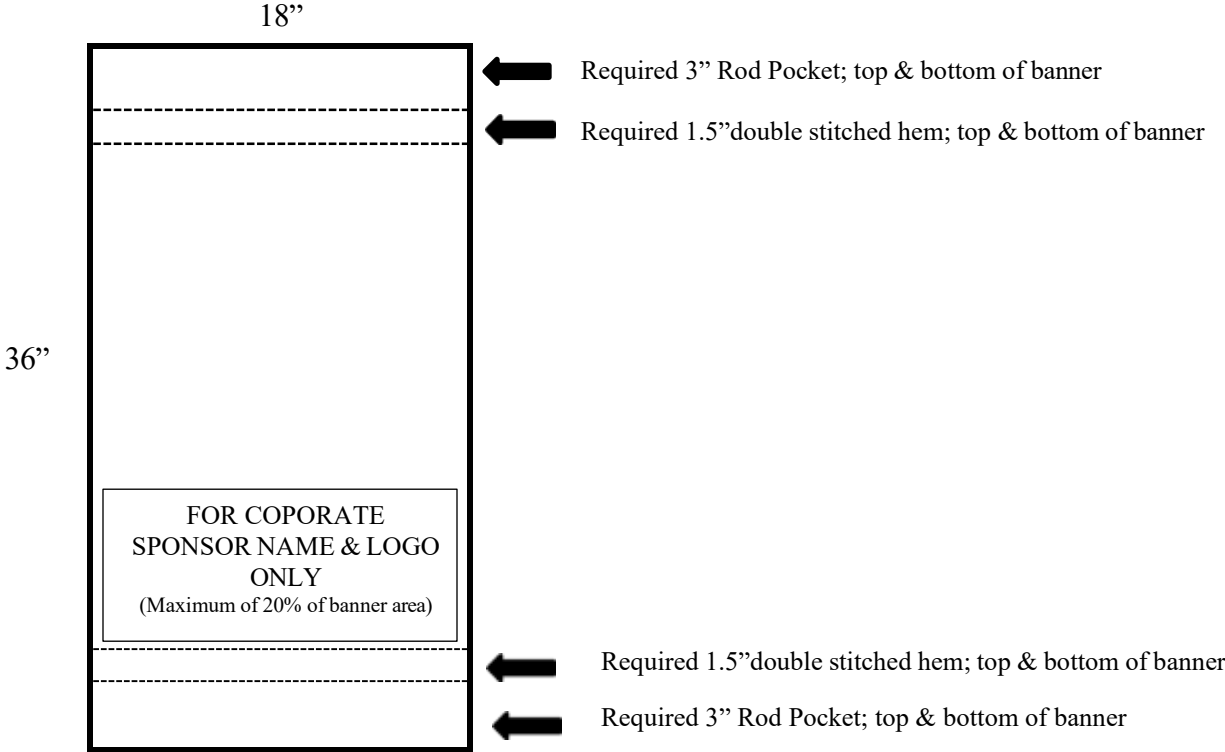 18”
Required 3” Rod Pocket; top & bottom of banner
Required 1.5”double stitched hem; top & bottom of banner
36”
FOR COPORATE
SPONSOR NAME & LOGO
ONLY
(Maximum of 20% of banner area)
Required 1.5”double stitched hem; top & bottom of banner
Required 3” Rod Pocket; top & bottom of banner